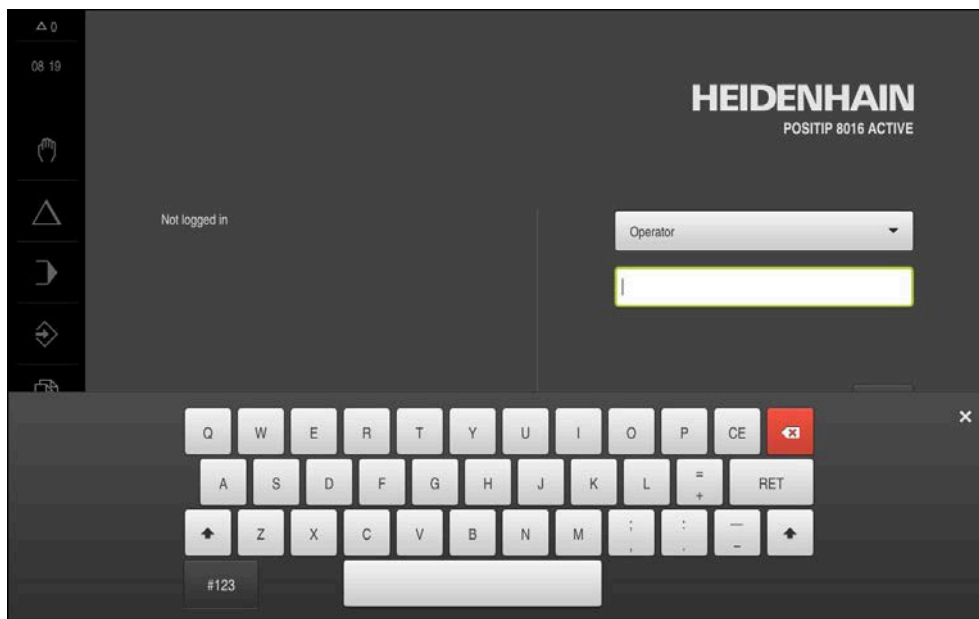 0
08 19
HEIDENHAIN
POSITIP 8016 ACTIVE
Not logged in
Operator
Q W E R T Y U I O P CE
A S D F G H J K L = + RET
Z X C V B N M ; , : . — -
#123